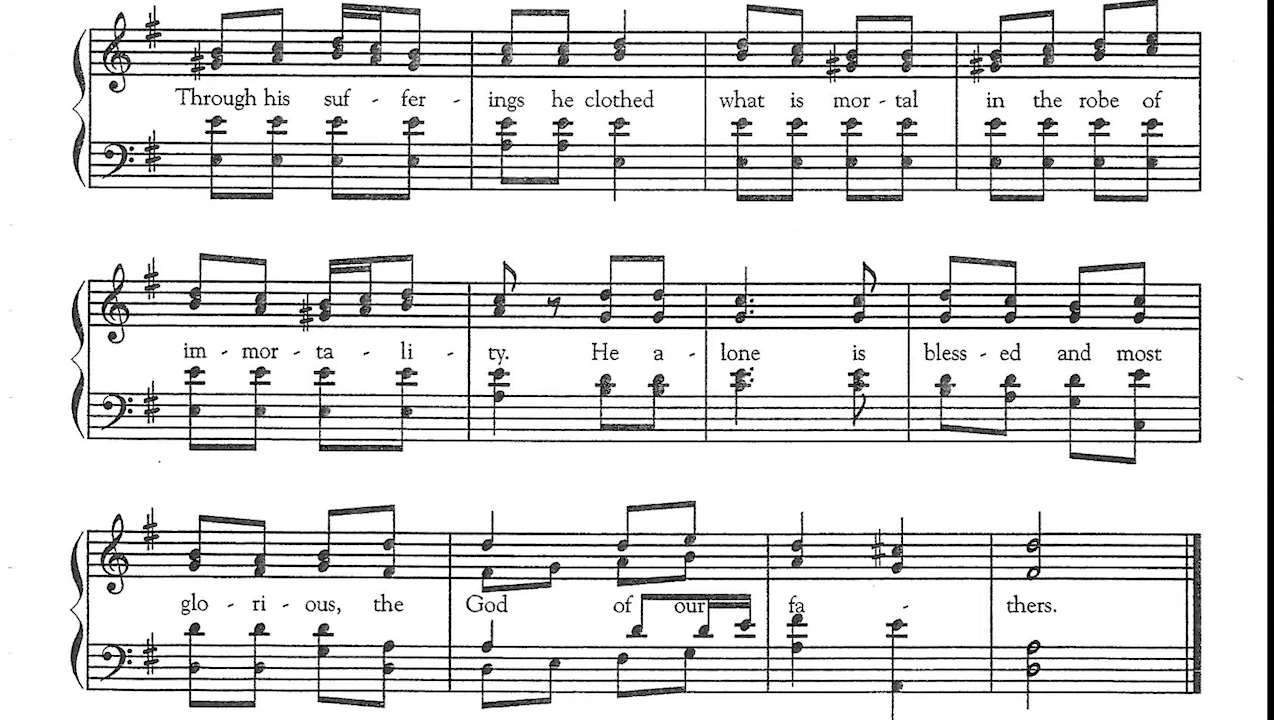 Through his suf - fer - ings he clothed what is mor - tal in the robe of
im - mor - ta - li - ty. He a - lone is bless - ed and most
glo - ri - ous, the God of our fa - thers.